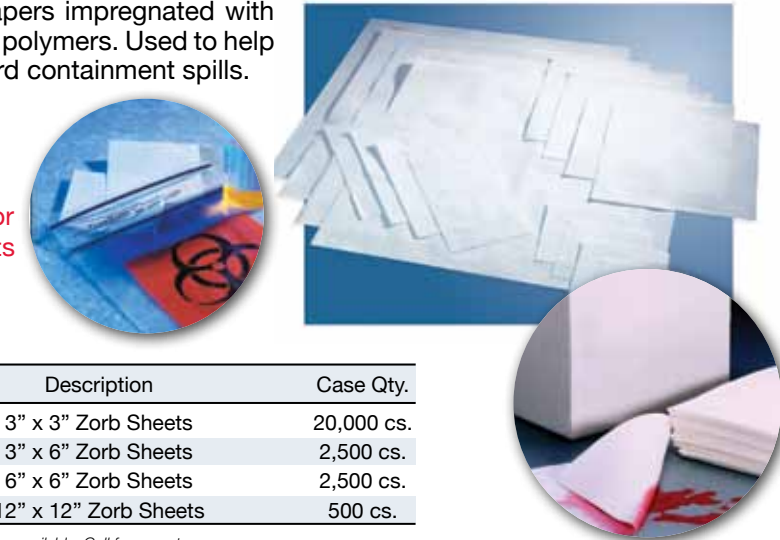 apers impregnated with
polymers. Used to help
rd containment spills.
or
ts
Description Case Qty.
3” x 3” Zorb Sheets 20,000 cs.
3” x 6” Zorb Sheets 2,500 cs.
6” x 6” Zorb Sheets 2,500 cs.
12” x 12” Zorb Sheets 500 cs.